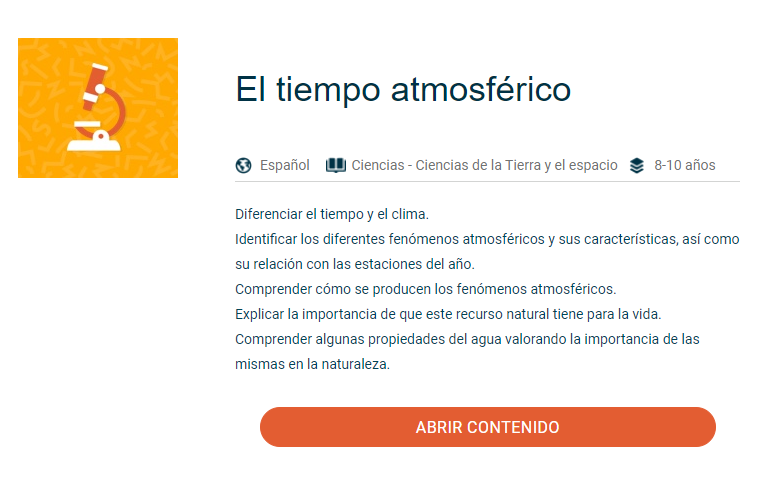 El tiempo atmosférico
Español Ciencias - Ciencias de la Tierra y el espacio 8-10 años
Diferenciar el tiempo y el clima.
Identificar los diferentes fenómenos atmosféricos y sus características, así como
su relación con las estaciones del año.
Comprender cómo se producen los fenómenos atmosféricos.
Explicar la importancia de que este recurso natural tiene para la vida.
Comprender algunas propiedades del agua valorando la importancia de las
mismas en la naturaleza.
ABRIR CONTENIDO